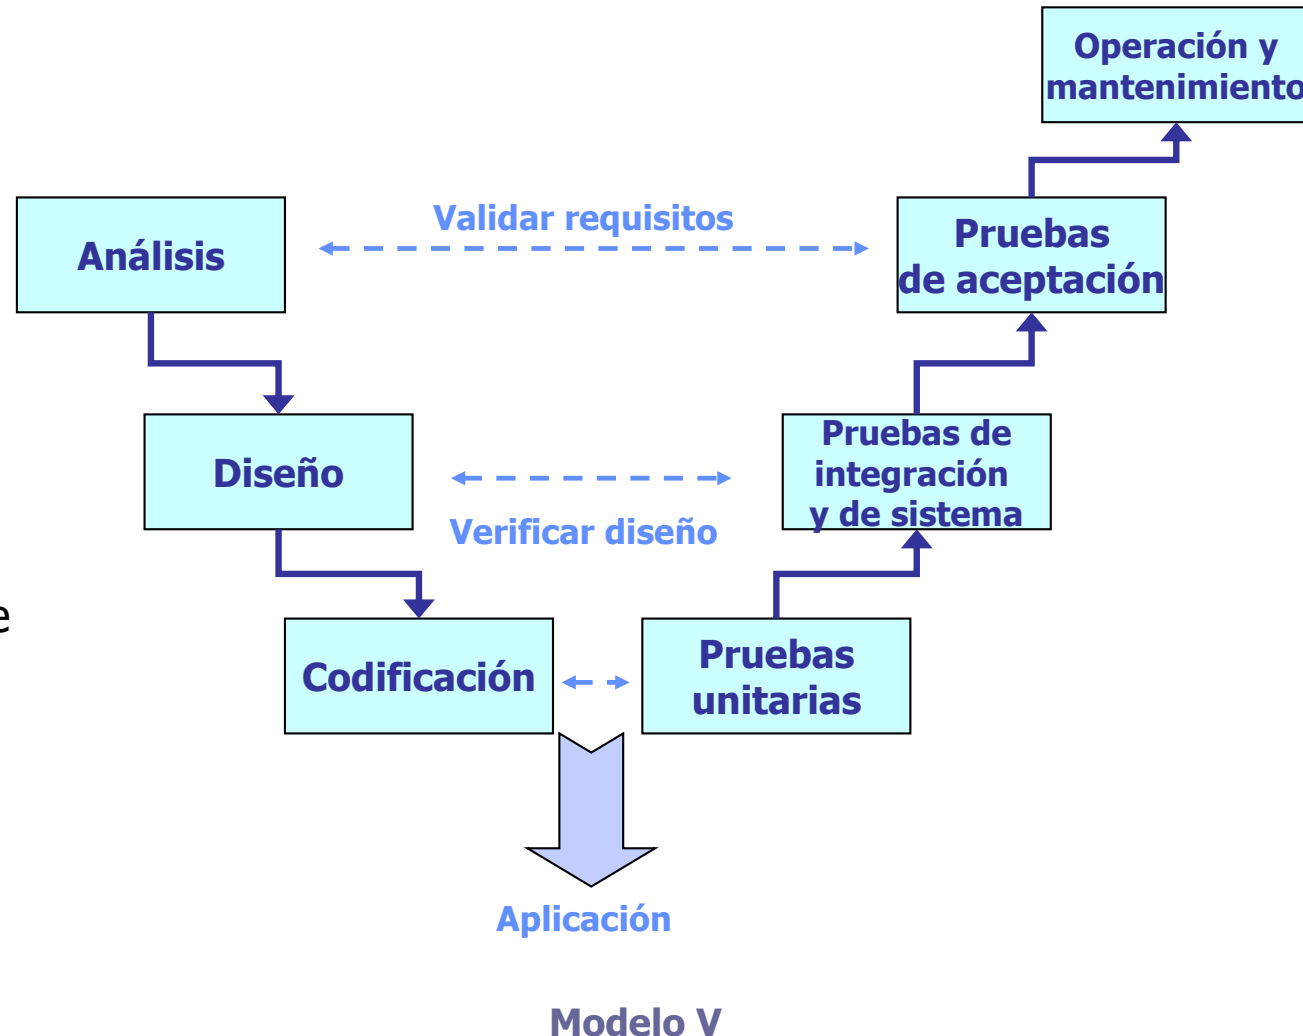 Operación y
mantenimiento
Validar requisitos
Análisis
Pruebas
de aceptación
Diseño
Verificar diseño
Pruebas de
integración
y de sistema
e
Codificación
Pruebas
unitarias
Aplicación
Modelo V